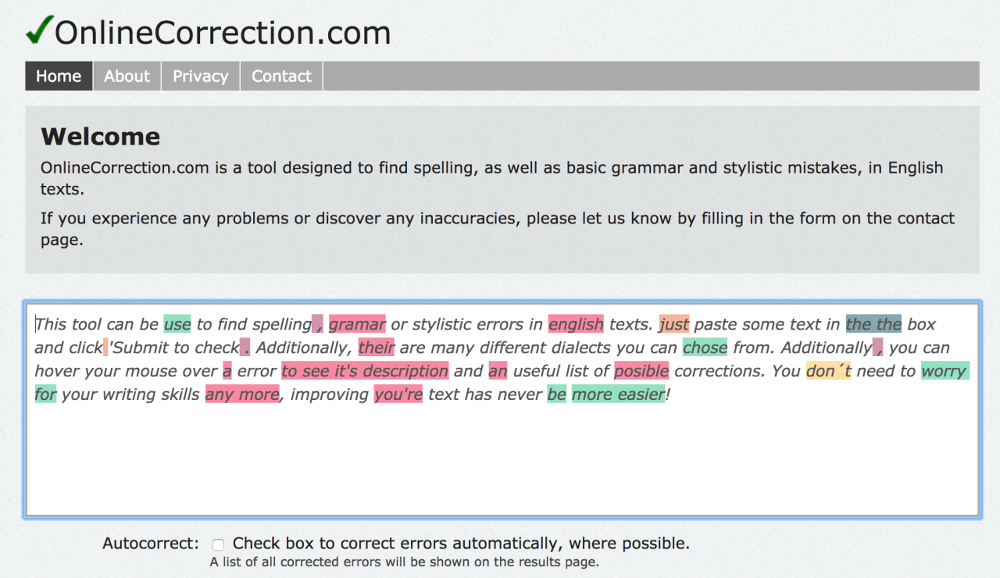 OnlineCorrection.com
Home About Privacy Contact
Welcome
OnlineCorrection.com is a tool designed to find spelling, as well as basic grammar and stylistic mistakes, in English
texts.
If you experience any problems or discover any inaccuracies, please let us know by filling in the form on the contact
page.
This tool can be use to find spelling , gramar or stylistic errors in english texts. just paste some text in the the box
and click 'Submit to check . Additionally, their are many different dialects you can chose from. Additionally , you can
hover your mouse over a error to see it's description and an useful list of posible corrections. You don´t need to worry
for your writing skills any more, improving you're text has never be more easier!
Autocorrect: Check box to correct errors automatically, where possible.
A list of all corrected errors will be shown on the results page.